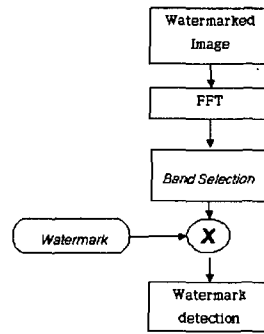 Watermarked
Image
FFT
Band Selection
Watermark
X
Watermark
detection